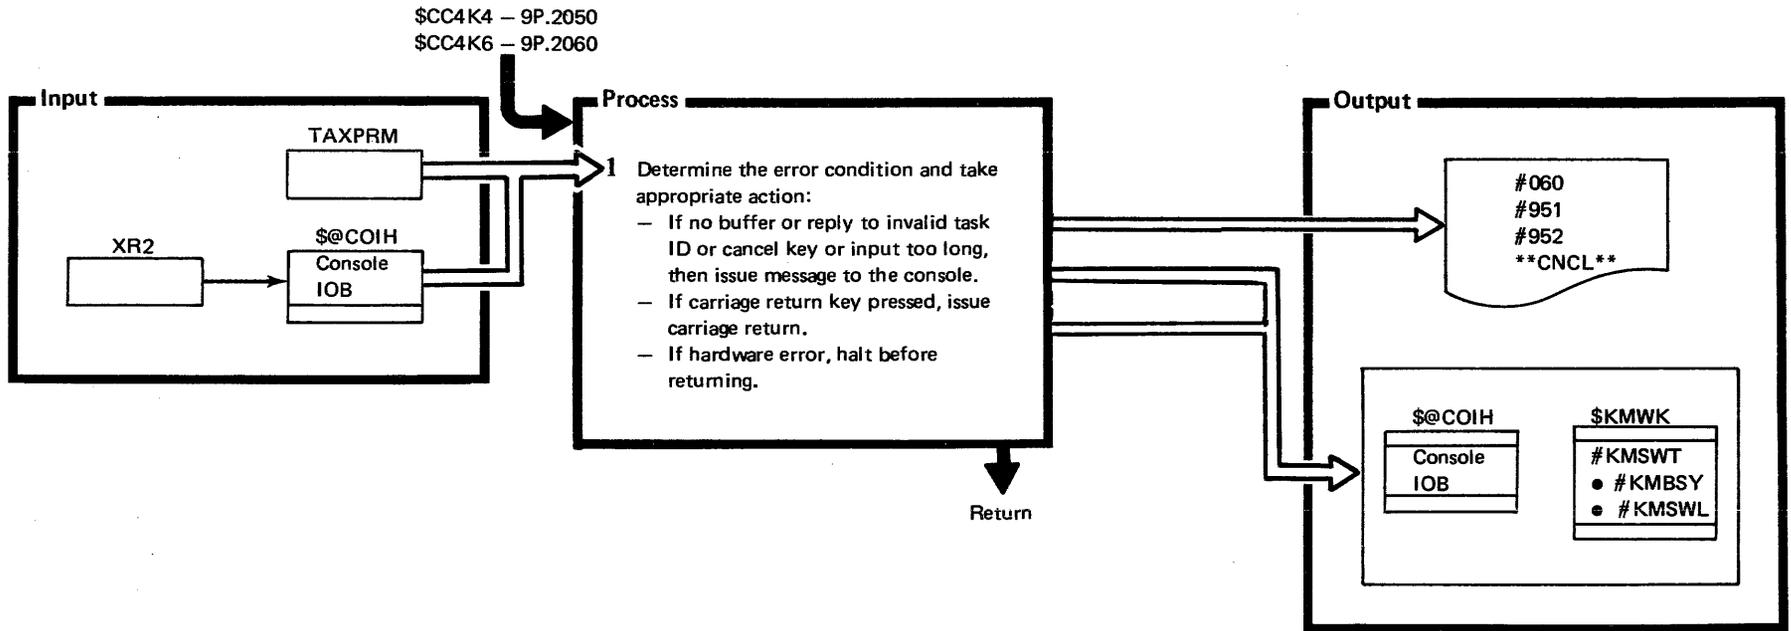 $CC4K4 – 9P.2050
$CC4K6 – 9P.2060
Input
TAXPRM
XR2
$@COIH
Console
IOB
Process
1 Determine the error condition and take
appropriate action:
– If no buffer or reply to invalid task
ID or cancel key or input too long,
then issue message to the console.
– If carriage return key pressed, issue
carriage return.
– If hardware error, halt before
returning.
Return
Output
#060
#951
#952
**CNCL**
$@COIH
Console
IOB
$KMWK
#KMSWT
● #KMBSY
● #KMSWL